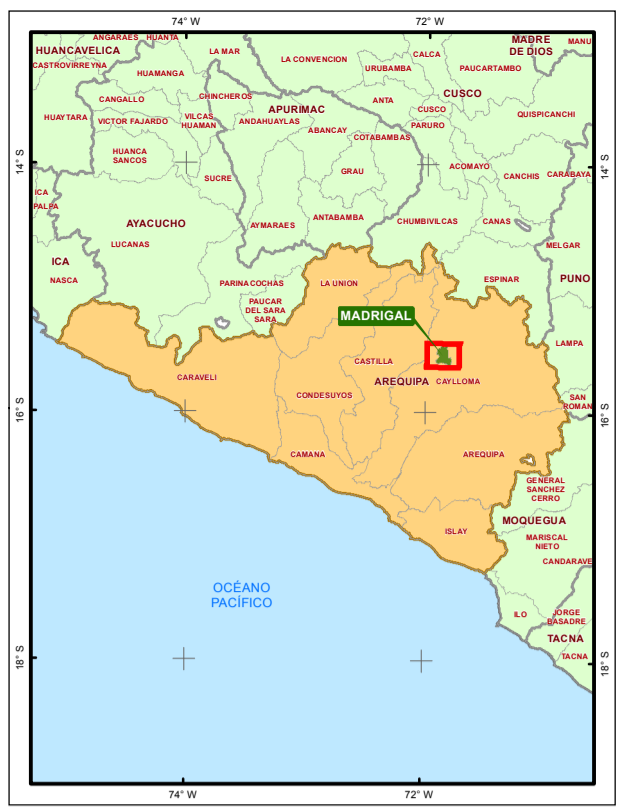 74° W
72° W
ANGARAES
HUANTA
HUANCAVELICA
LA MAR
LA CONVENCION
CALCA
MADRE
DE DIOS
MANU
CASTROVIRREYNA
HUAMANGA
URUBAMBA
PAUCARTAMBO
CANGALLO
CHINCHEROS
ANTA
CUSCO
HUAYTARA
VICTOR FAJARDO
VILCAS
HUAMAN
APURIMAC
ANDAHUAYLAS
ABANCAY
COTABAMBAS
CUSCO
PARURO
QUISPICANCHI
14° S
HUANCA
SANCOS
SUCRE
GRAU
ACOMAYO
CANCHIS
CARABAYA
14° S
ICA
PALPA
AYACUCHO
LUCANAS
AYMARAES
ANTABAMBA
CHUMBIVILCAS
CANAS
MELGAR
ICA
NASCA
PARINACOCHAS
PAUCAR
DEL SARA
SARA
LA UNION
ESPINAR
PUNO
MADRIGAL
LAMPA
CARAVELI
CASTILLA
AREQUIPA
CAYLLOMA
CONDESUYOS
SAN
ROMAN
16° S
16° S
CAMANA
AREQUIPA
GENERAL
SANCHEZ
CERRO
MOQUEGUA
ISLAY
MARISCAL
NIETO
CANDARAVE
OCÉANO
PACÍFICO
ILO
JORGE
BASADRE
TACNA
TACNA
18° S
18° S
74° W
72° W